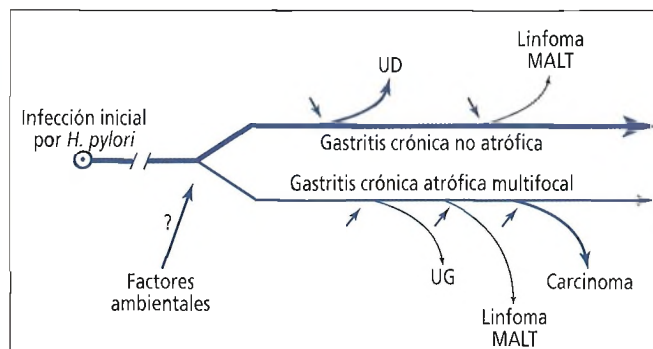 Linfoma
MALT
UD
Infección inicial
por H. pylori
Gastritis crónica no atrófica
Gastritis crónica atrófica multifocal
?
Factores
ambientales
UG
Linfoma
MALT
Carcinoma